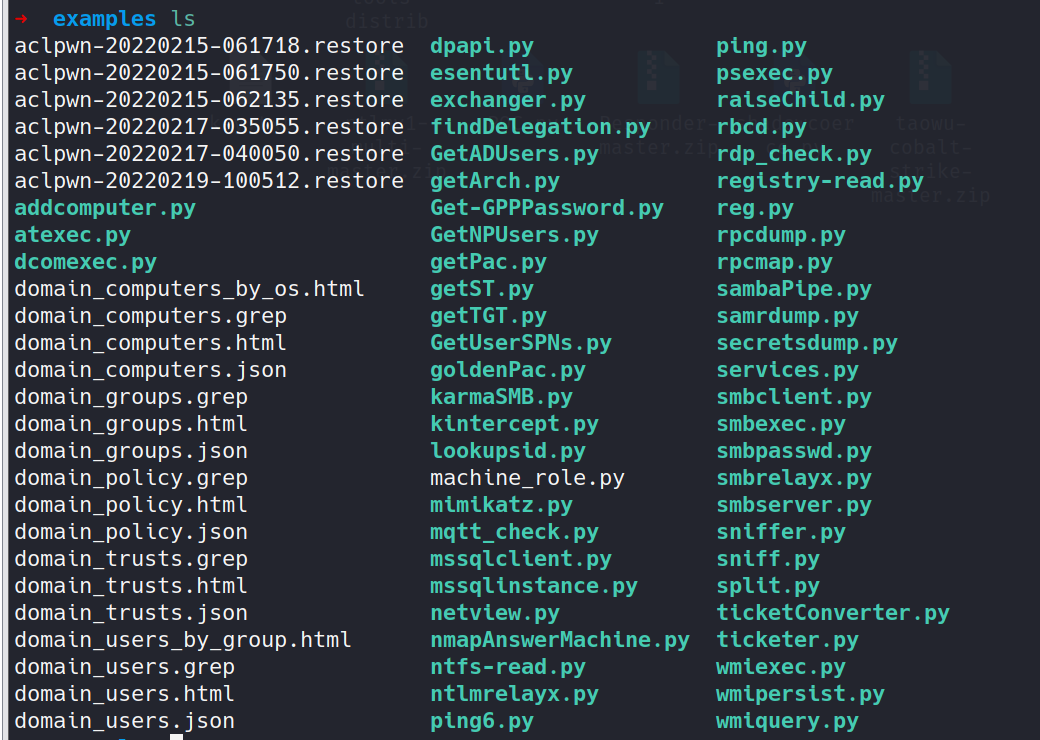 ➜ examples ls
aclpwn-20220215-061718.restore dpapi.py ping.py
aclpwn-20220215-061750.restore esentutl.py psexec.py
aclpwn-20220215-062135.restore exchanger.py raiseChild.py
aclpwn-20220217-035055.restore findDelegation.py rbcd.py
aclpwn-20220217-040050.restore GetADUsers.py rdp_check.py
aclpwn-20220219-100512.restore getArch.py registry-read.py
addcomputer.py Get-GPPPassword.py reg.py
atexec.py GetNPUsers.py rpcdump.py
dcomexec.py getPac.py rpcmap.py
domain_computers_by_os.html getST.py sambaPipe.py
domain_computers.grep getTGT.py samrdump.py
domain_computers.html GetUserSPNs.py secretsdump.py
domain_computers.json goldenPac.py services.py
domain_groups.grep karmaSMB.py smbclient.py
domain_groups.html kintercept.py smbexec.py
domain_groups.json lookupsid.py smbpasswd.py
domain_policy.grep machine_role.py smbrelayx.py
domain_policy.html mimikatz.py smbserver.py
domain_policy.json mqtt_check.py sniffer.py
domain_trusts.grep mssqlclient.py sniff.py
domain_trusts.html mssqlinstance.py split.py
domain_trusts.json netview.py ticketConverter.py
domain_users_by_group.html nmapAnswerMachine.py ticketer.py
domain_users.grep ntfs-read.py wmiexec.py
domain_users.html ntlmrelayx.py wmipersist.py
domain_users.json ping6.py wmiquery.py